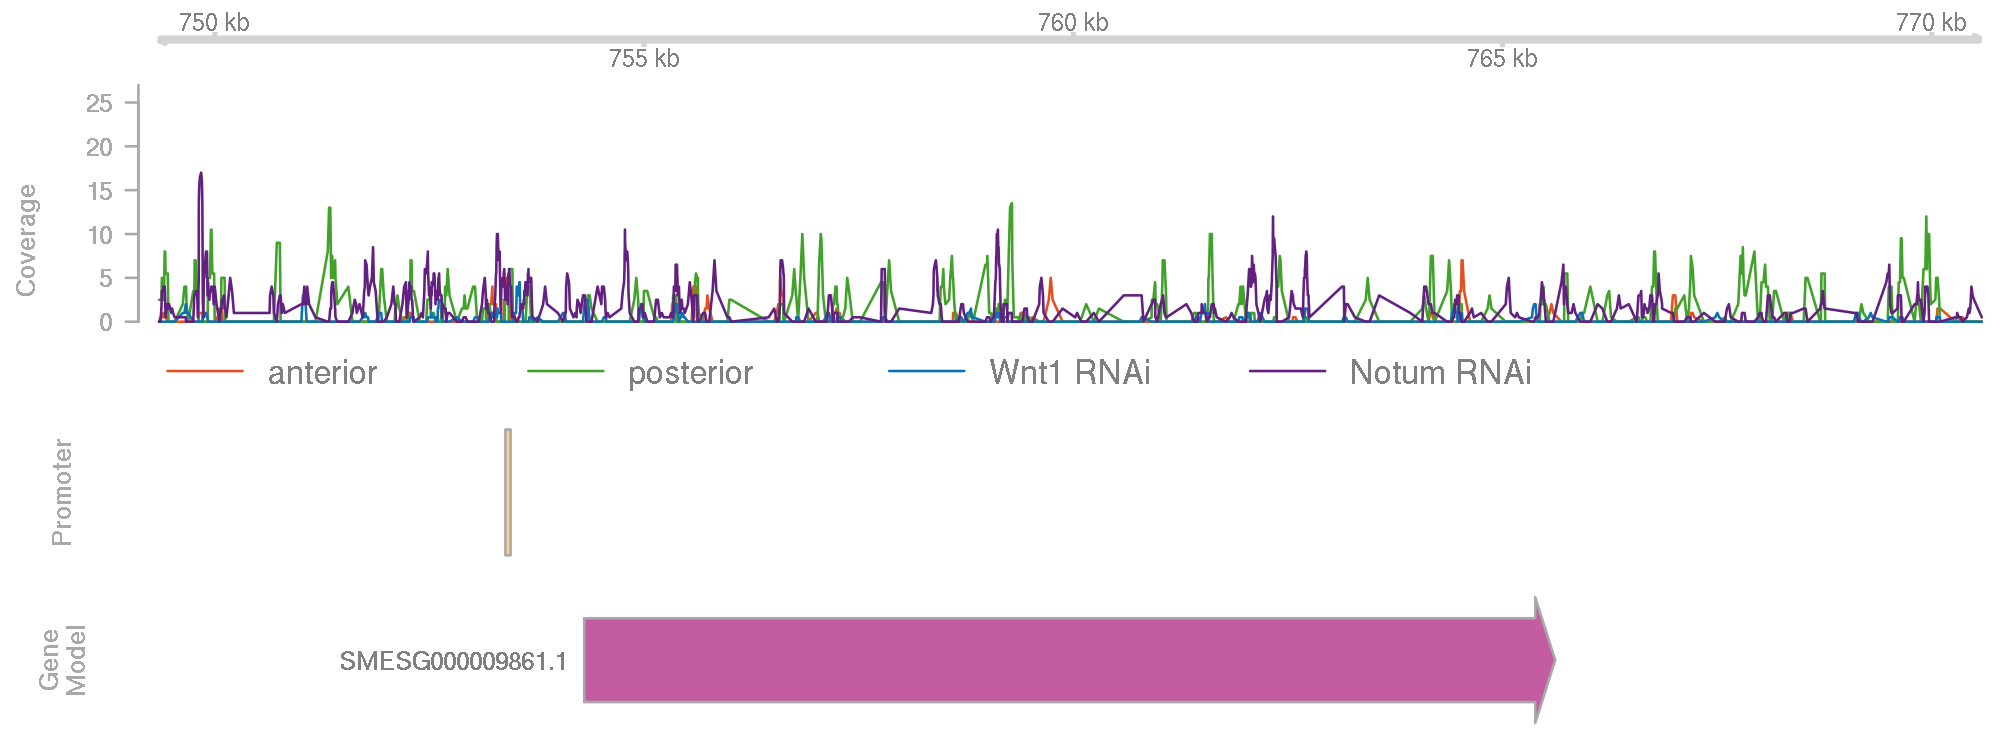 750 kb
760 kb
770 kb
755 kb
765 kb
Coverage
25
20
15
10
5
0
anterior
posterior
Wnt1 RNAi
Notum RNAi
Promoter
Gene
Model
SMESG000009861.1